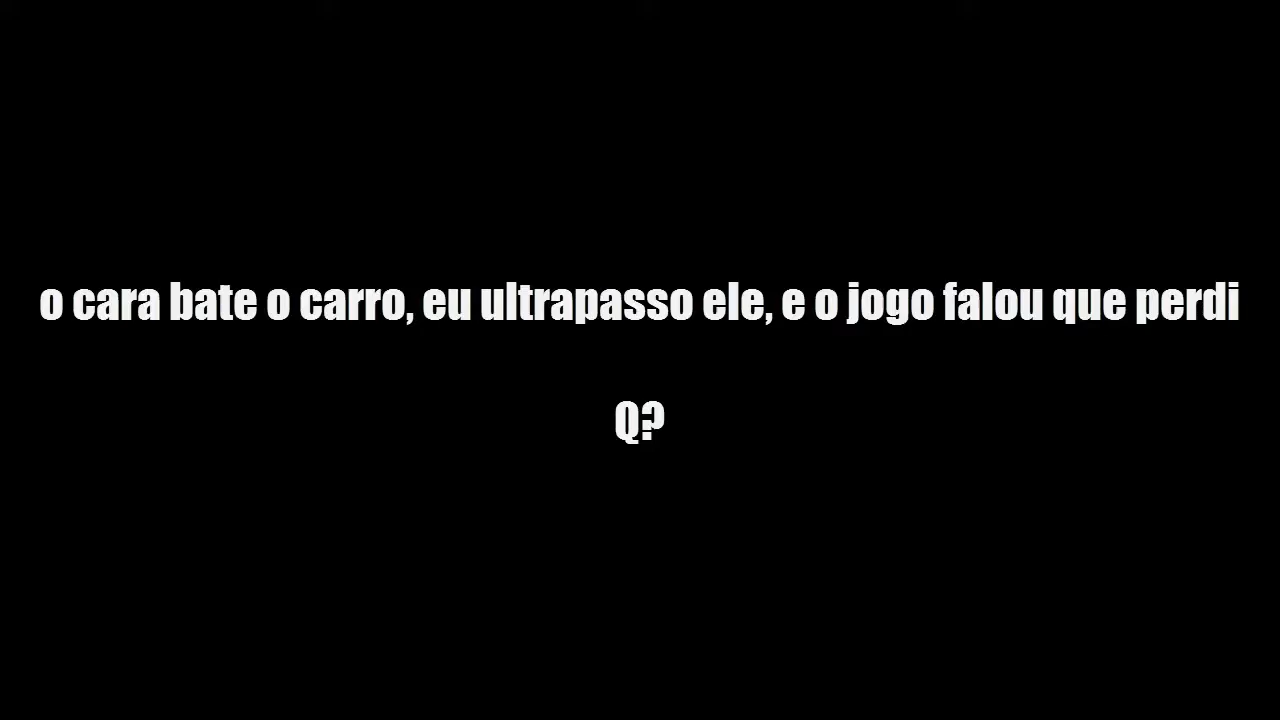 o cara bate o carro, eu ultrapasso ele, e o jogo falou que perdi
Q?